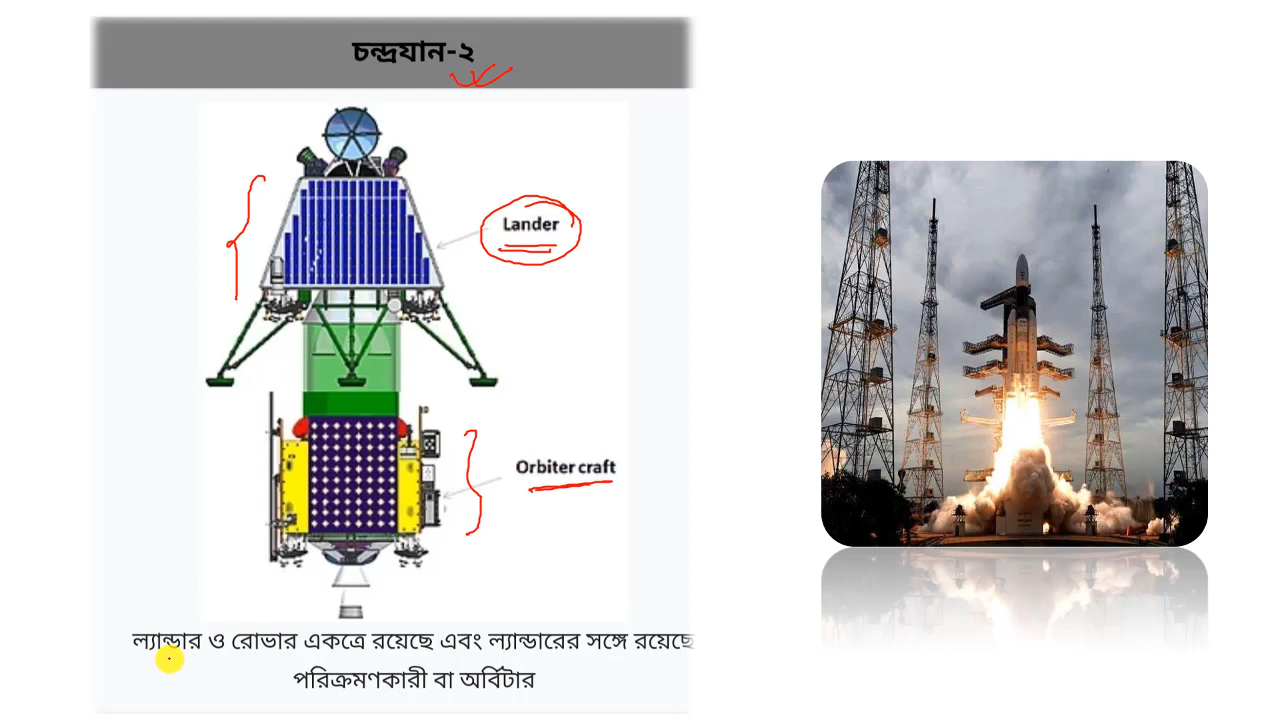 চন্দ্রযান-২
Lander
Orbiter craft
ল্যান্ডার ও রোভার একত্রে রয়েছে এবং ল্যান্ডারের সঙ্গে রয়েছে
পরিক্রমণকারী বা অর্বিটার